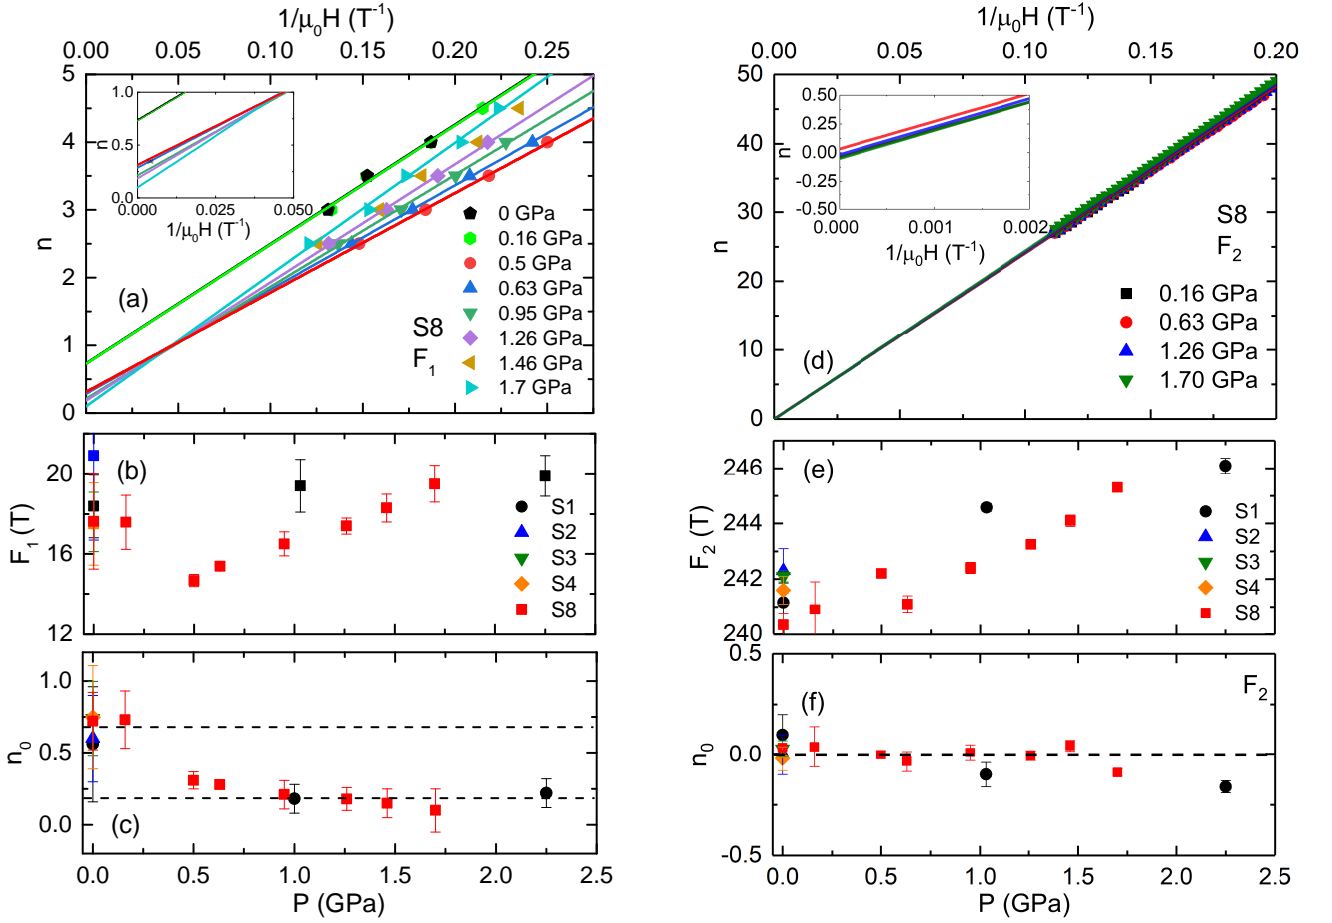 1/μ₀H (T⁻¹)
0.00 0.05 0.10 0.15 0.20 0.25
5
4
3
2
1
0
n
1.0
0.5
0.0
n
0.000 0.025 0.050
1/μ₀H (T⁻¹)
(a)
S8
F₁
0 GPa
0.16 GPa
0.5 GPa
0.63 GPa
0.95 GPa
1.26 GPa
1.46 GPa
1.7 GPa
(b)
20
16
12
F₁ (T)
S1
S2
S3
S4
S8
1.0
0.5
0.0
n₀
(c)
0.0 0.5 1.0 1.5 2.0 2.5
P (GPa)
1/μ₀H (T⁻¹)
0.00 0.05 0.10 0.15 0.20
50
40
30
20
10
0
n
0.50
0.25
0.00
-0.25
-0.50
n
0.000 0.001 0.002
1/μ₀H (T⁻¹)
S8
F₂
(d)
0.16 GPa
0.63 GPa
1.26 GPa
1.70 GPa
(e)
246
244
242
240
F₂ (T)
S1
S2
S3
S4
S8
0.5
0.0
-0.5
n₀
(f)
F₂
0.0 0.5 1.0 1.5 2.0 2.5
P (GPa)